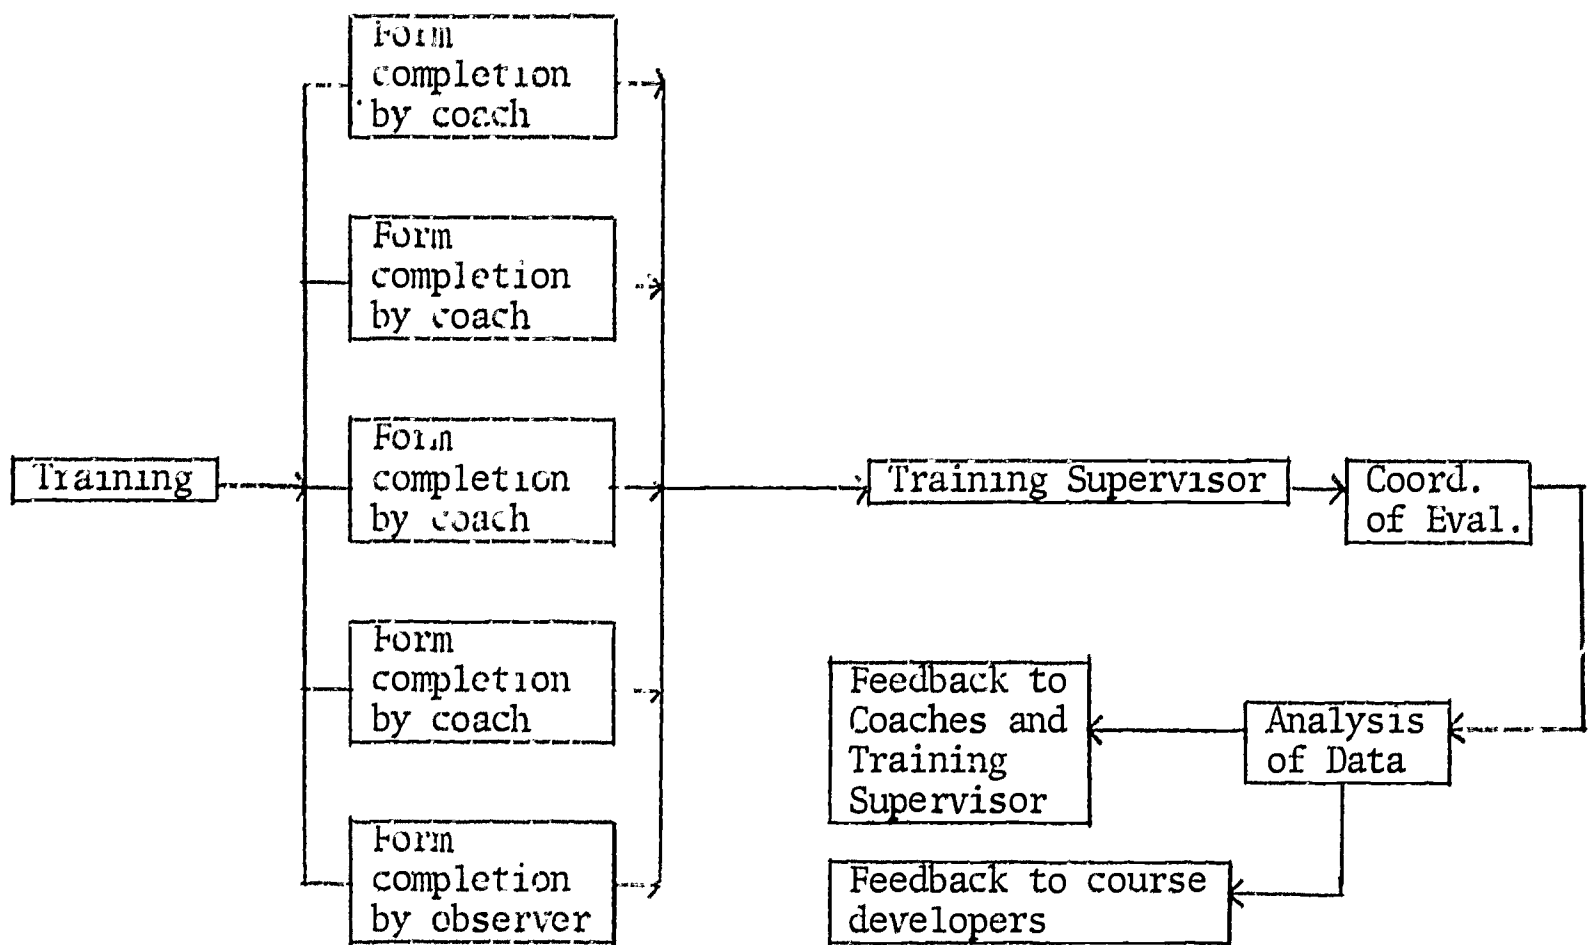 Form
completion
by coach
Form
completion
by coach
Form
completion
by coach
Form
completion
by coach
Form
completion
by observer
Training
Training Supervisor
Coord.
of Eval.
Analysis
of Data
Feedback to
Coaches and
Training
Supervisor
Feedback to course
developers